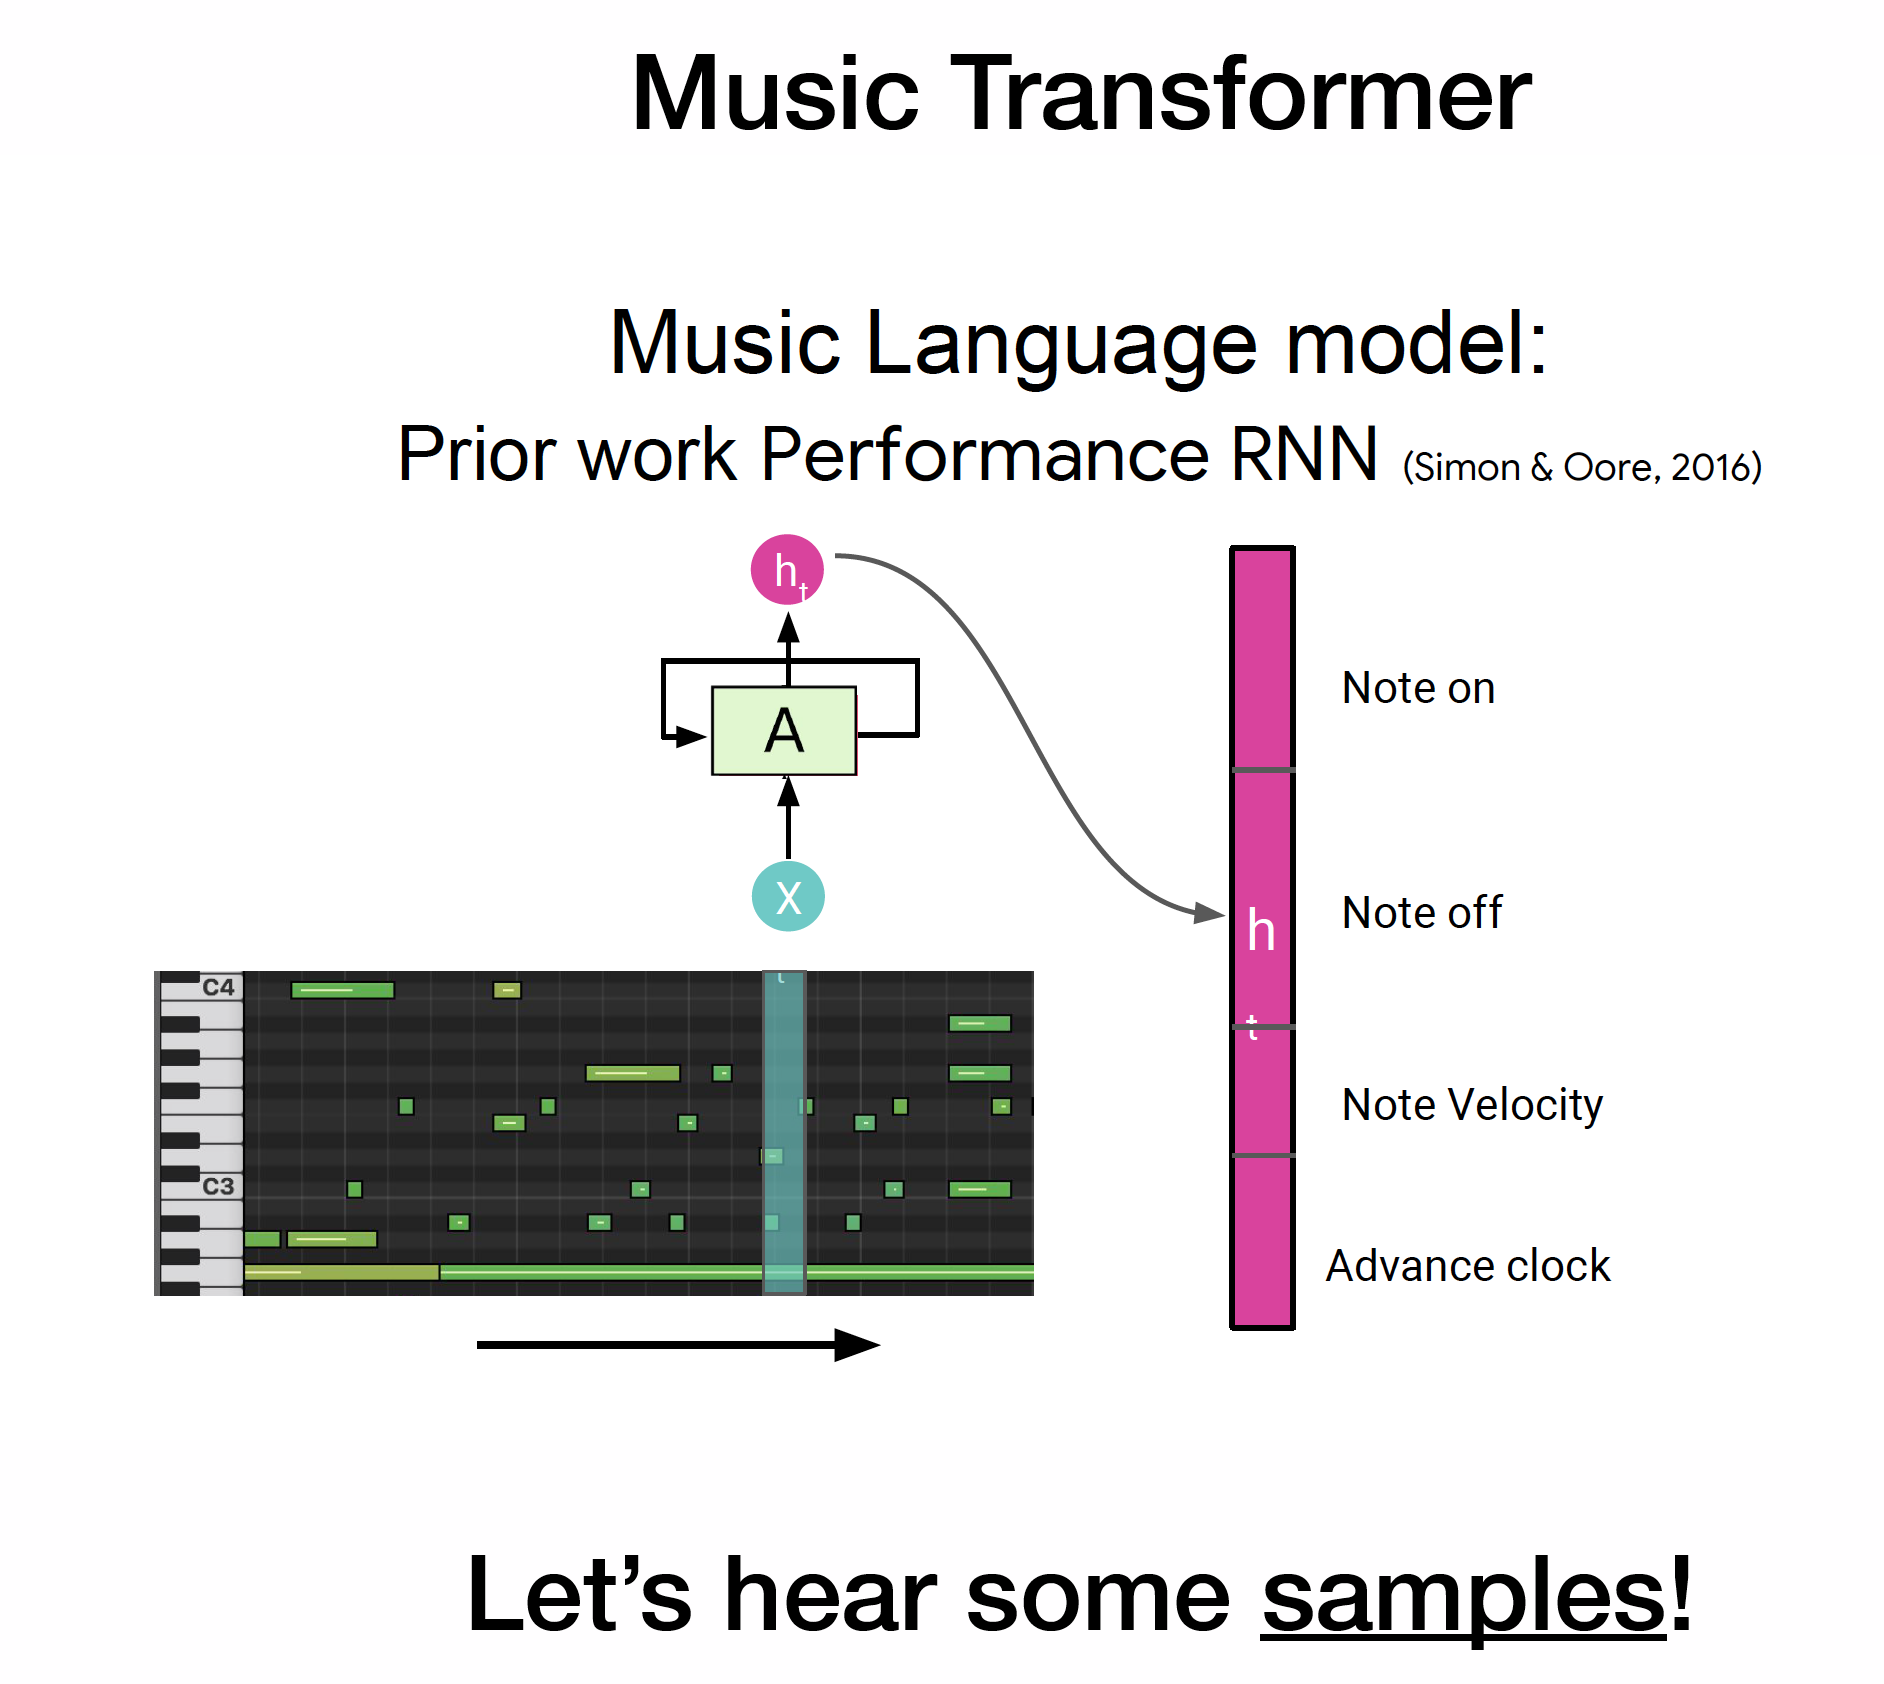 Music Transformer
Music Language model:
Prior work Performance RNN (Simon & Oore, 2016)
h
t
A
X
t
C4
C3
h
t
Note on
Note off
Note Velocity
Advance clock
Let's hear some samples!